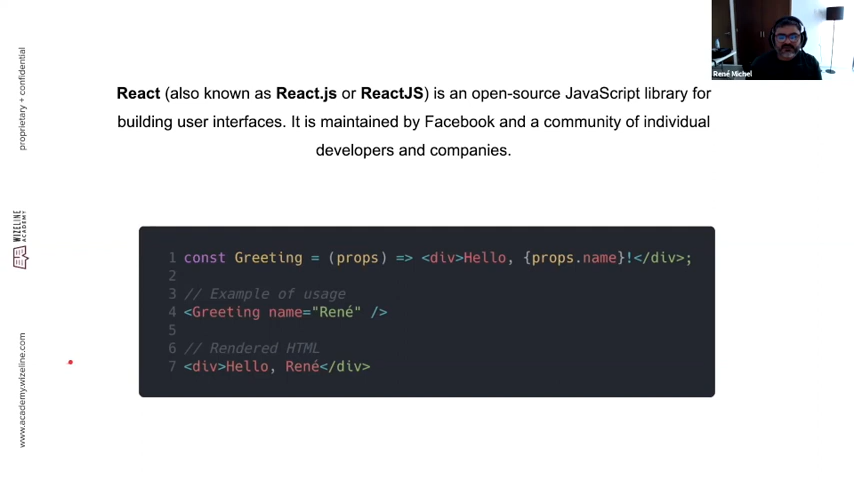 proprietary + confidential
WIZELINE
ACADEMY
www.academy.wizeline.com
René Michel
React (also known as React.js or ReactJS) is an open-source JavaScript library for
building user interfaces. It is maintained by Facebook and a community of individual
developers and companies.
1 const Greeting = (props) => <div>Hello, {props.name}!</div>;
2
3 // Example of usage
4 <Greeting name="René" />
5
6 // Rendered HTML
7 <div>Hello, René</div>